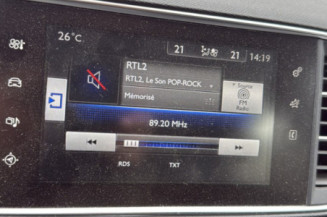 26°C 21 21 14:19
RTL2
RTL2, Le Son POP-ROCK
Mémorisé
FM
Radio
89.20 MHz
RDS TXT